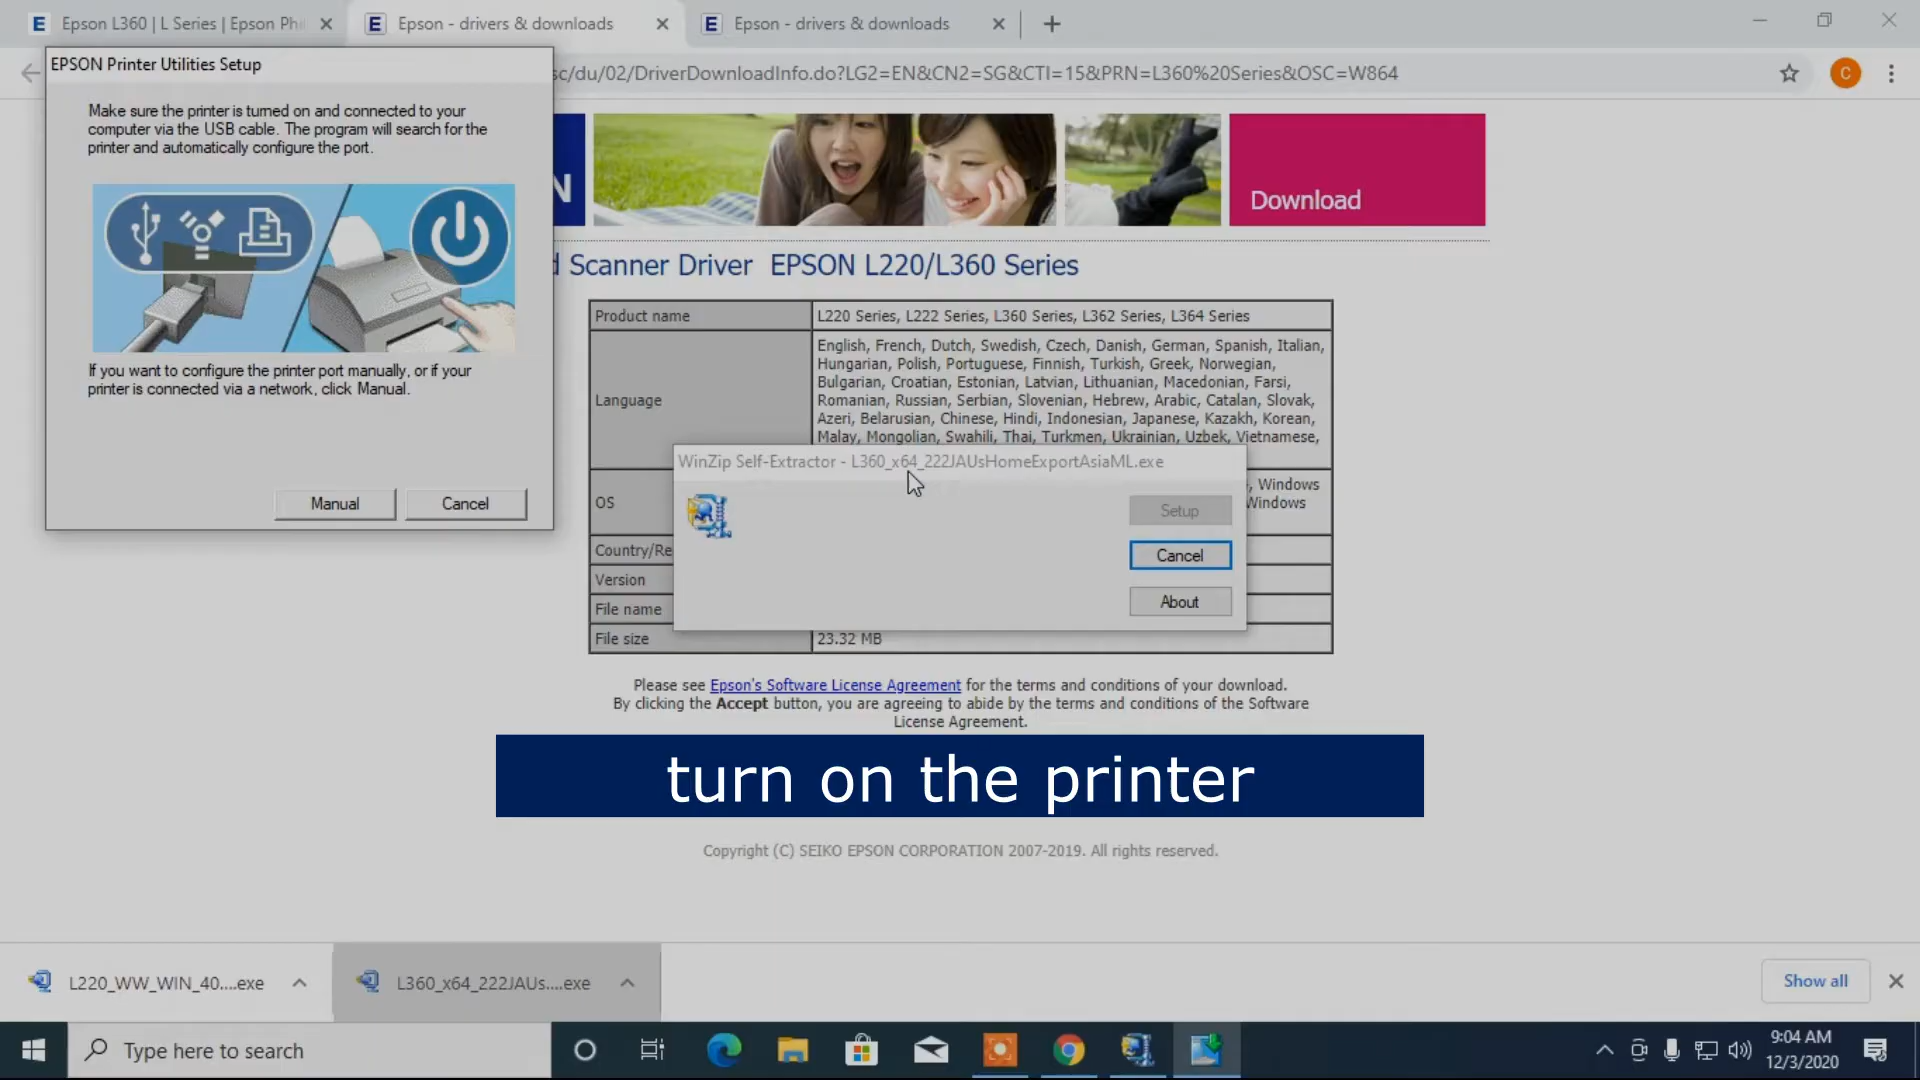 Epson L360 | L Series | Epson Phi
Epson - drivers & downloads
Epson - drivers & downloads
sc/du/02/DriverDownloadInfo.do?LG2=EN&CN2=SG&CTI=15&PRN=L360%20Series&OSC=W864
C
EPSON Printer Utilities Setup
Make sure the printer is turned on and connected to your
computer via the USB cable. The program will search for the
printer and automatically configure the port.
If you want to configure the printer port manually, or if your
printer is connected via a network, click Manual.
Manual
Cancel
N
Download
Scanner Driver EPSON L220/L360 Series
Product name
L220 Series, L222 Series, L360 Series, L362 Series, L364 Series
Language
English, French, Dutch, Swedish, Czech, Danish, German, Spanish, Italian,
Hungarian, Polish, Portuguese, Finnish, Turkish, Greek, Norwegian,
Bulgarian, Croatian, Estonian, Latvian, Lithuanian, Macedonian, Farsi,
Romanian, Russian, Serbian, Slovenian, Hebrew, Arabic, Catalan, Slovak,
Azeri, Belarusian, Chinese, Hindi, Indonesian, Japanese, Kazakh, Korean,
Malay, Mongolian, Swahili, Thai, Turkmen, Ukrainian, Uzbek, Vietnamese,
WinZip Self-Extractor - L360_x64_222JAUsHomeExportAsiaML.exe
Setup
Cancel
About
OS
, Windows
Windows
Country/Re
Version
File name
File size
23.32 MB
Please see Epson's Software License Agreement for the terms and conditions of your download.
By clicking the Accept button, you are agreeing to abide by the terms and conditions of the Software
License Agreement.
turn on the printer
Copyright (C) SEIKO EPSON CORPORATION 2007-2019. All rights reserved.
L220_WW_WIN_40....exe
L360_x64_222JAUs....exe
Show all
Type here to search
9:04 AM
12/3/2020